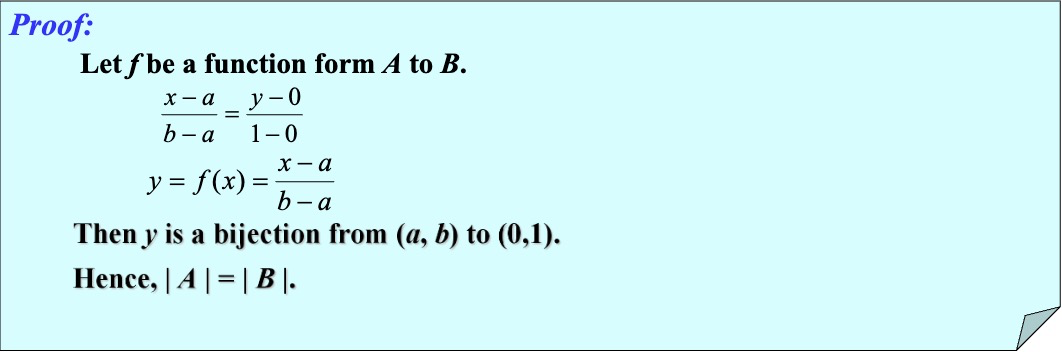 Proof:
Let f be a function form A to B.
\frac{x-a}{b-a} = \frac{y-0}{1-0}
y = f(x) = \frac{x-a}{b-a}
Then y is a bijection from (a, b) to (0,1).
Hence, | A | = | B |.